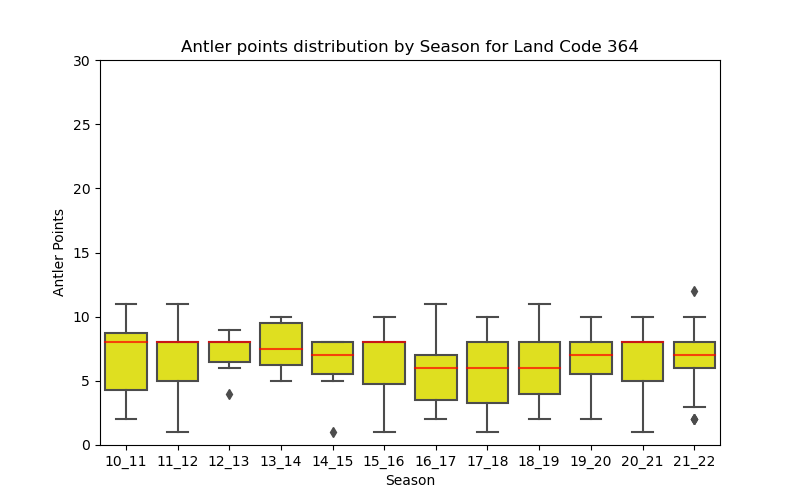 Antler points distribution by Season for Land Code 364
30
25
20
15
10
5
0
Antler Points
10_11 11_12 12_13 13_14 14_15 15_16 16_17 17_18 18_19 19_20 20_21 21_22
Season